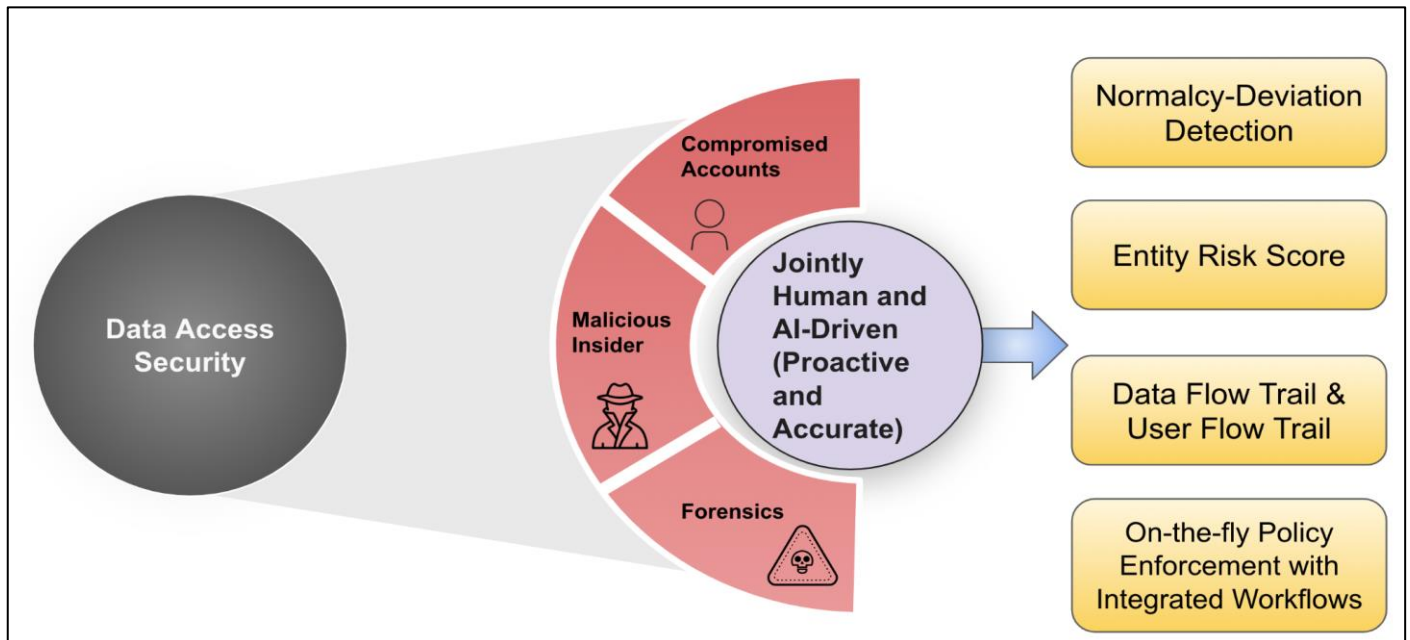 Data Access
Security
Compromised
Accounts
Malicious
Insider
Forensics
Jointly
Human and
AI-Driven
(Proactive
and
Accurate)
Normalcy-Deviation
Detection
Entity Risk Score
Data Flow Trail &
User Flow Trail
On-the-fly Policy
Enforcement with
Integrated Workflows